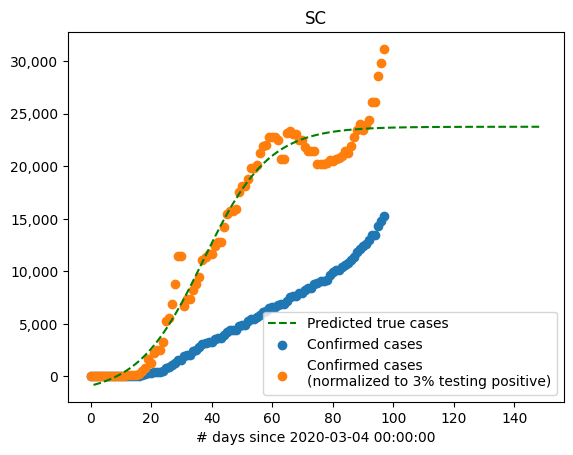 SC
30,000
25,000
20,000
15,000
10,000
5,000
0
Predicted true cases
Confirmed cases
Confirmed cases
(normalized to 3% testing positive)
0 20 40 60 80 100 120 140
# days since 2020-03-04 00:00:00